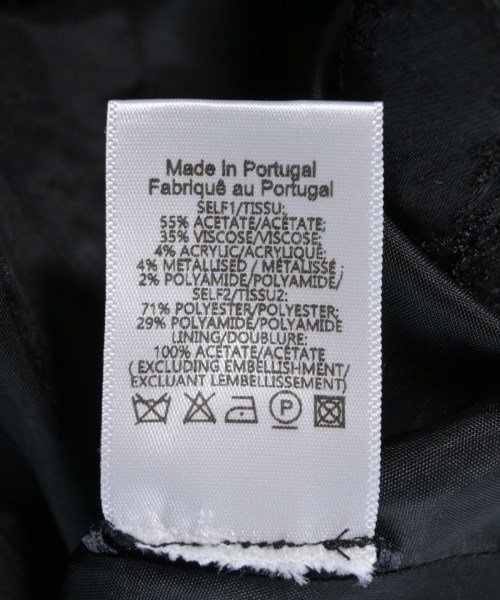 Made in Portugal
Fabriquê au Portugal
SELF1/TISSU:
55% ACETATE/ACÉTATE;
35% VISCOSE/VISCOSE;
4% ACRYLIC/ACRYLIQUE;
4% METALLISED / MÉTALLISÉ ;
2% POLYAMIDE/POLYAMIDE/
SELF2/TISSU2:
71% POLYESTER/POLYESTER;
29% POLYAMIDE/POLYAMIDE
LINING/DOUBLURE:
100% ACETATE/ACÉTATE
( EXCLUDING EMBELLISHMENT/
EXCLUANT LEMBELLISSEMENT)
P